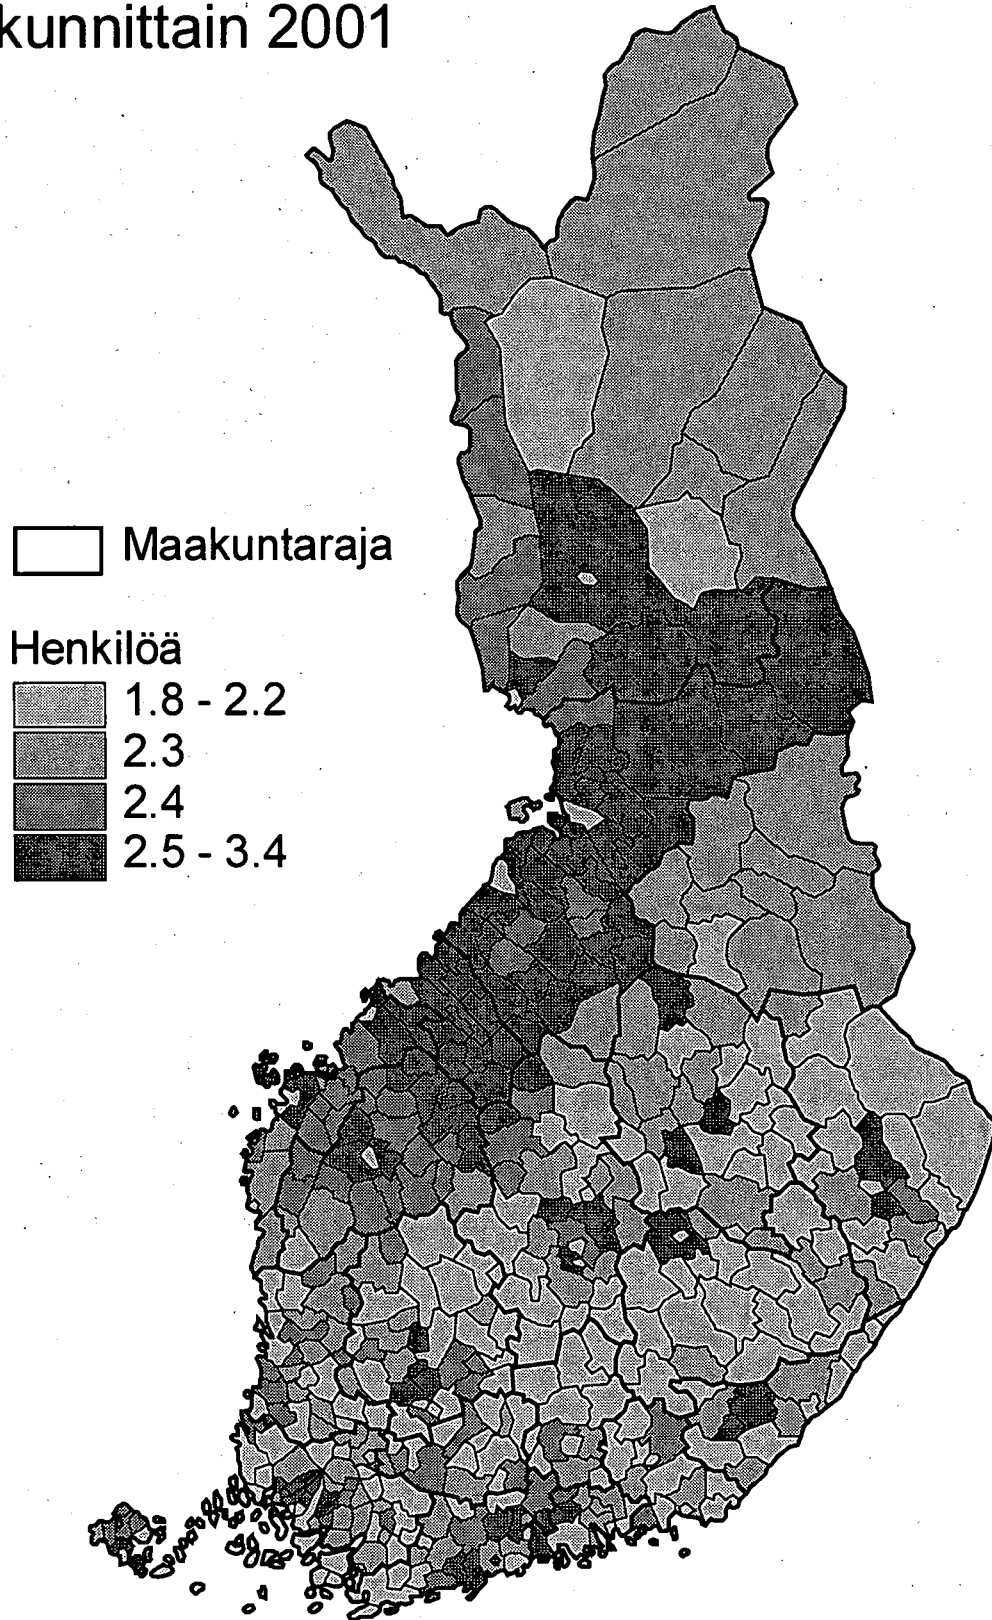 kunnittain 2001
Maakuntaraja
Henkilöä
1.8 - 2.2
2.3
2.4
2.5 - 3.4